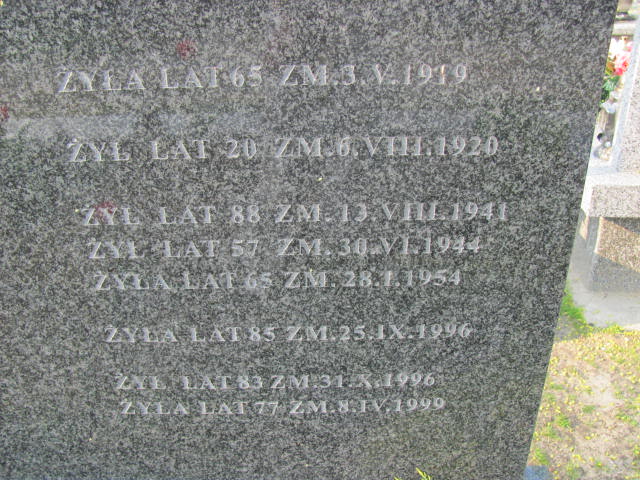 ŻYŁA LAT 65 ZM. 3.V.1919
ŻYŁ LAT 20 ZM. 6.VIII.1920
ŻYŁ LAT 88 ZM. 13.VIII.1941
ŻYŁ LAT 57 ZM. 30.VI.1944
ŻYŁA LAT 65 ZM. 28.I.1954
ŻYŁA LAT 85 ZM. 25.IX.1996
ŻYŁ LAT 83 ZM. 31.X.1996
ŻYŁA LAT 77 ZM. 8.IV.1999